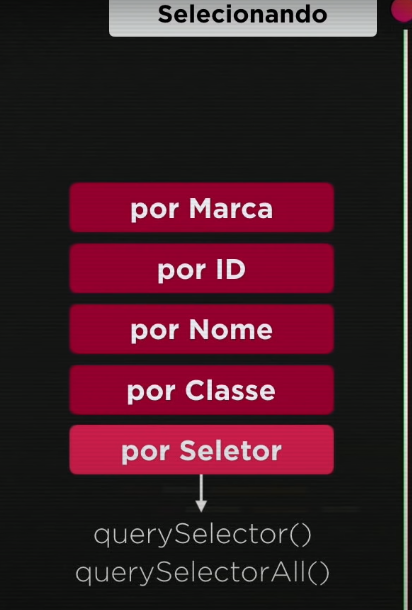 Selecionando
por Marca
por ID
por Nome
por Classe
por Seletor
querySelector()
querySelectorAll()